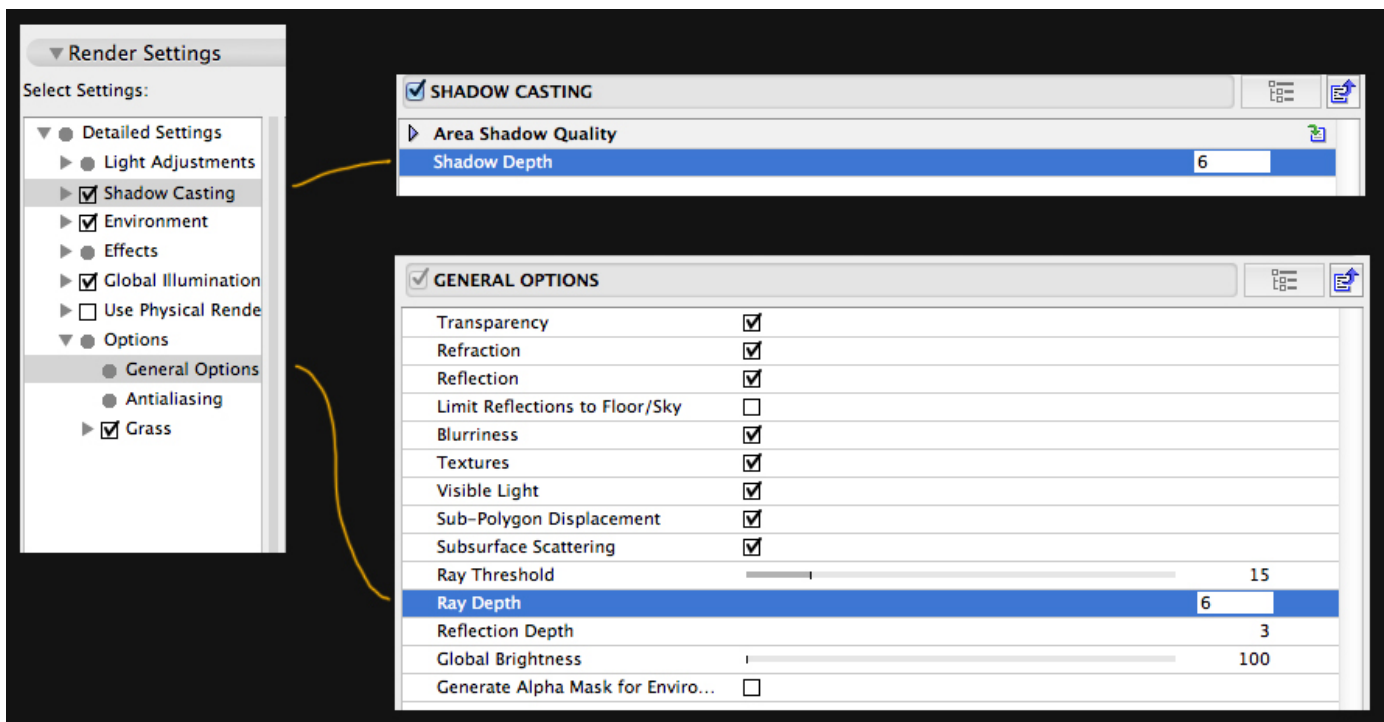 Render Settings
Select Settings:
Detailed Settings
Light Adjustments
Shadow Casting
Environment
Effects
Global Illumination
Use Physical Rende
Options
General Options
Antialiasing
Grass
SHADOW CASTING
Area Shadow Quality
Shadow Depth 6
GENERAL OPTIONS
Transparency
Refraction
Reflection
Limit Reflections to Floor/Sky
Blurriness
Textures
Visible Light
Sub-Polygon Displacement
Subsurface Scattering
Ray Threshold 15
Ray Depth 6
Reflection Depth 3
Global Brightness 100
Generate Alpha Mask for Enviro...